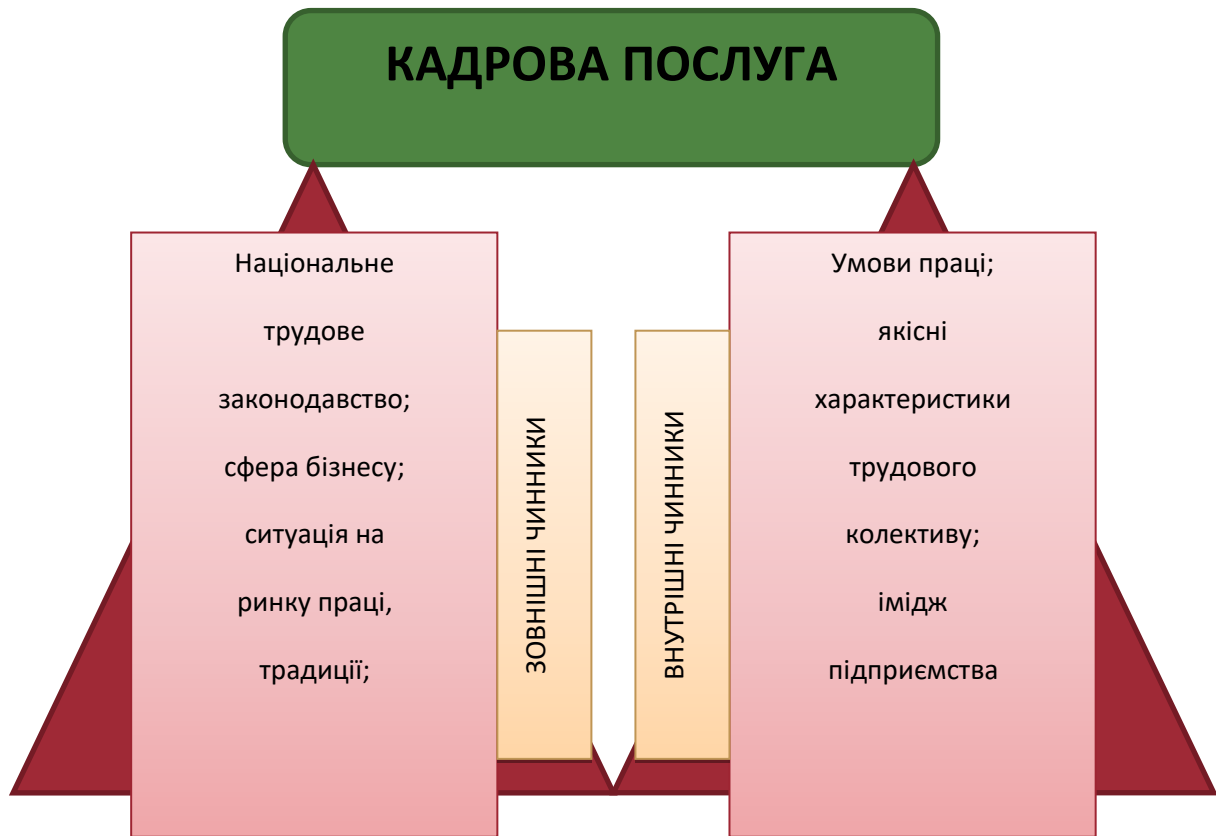 КАДРОВА ПОСЛУГА
Національне
трудове
законодавство;
сфера бізнесу;
ситуація на
ринку праці,
традиції;
ЗОВНІШНІ ЧИННИКИ
ВНУТРІШНІ ЧИННИКИ
Умови праці;
якісні
характеристики
трудового
колективу;
імідж
підприємства